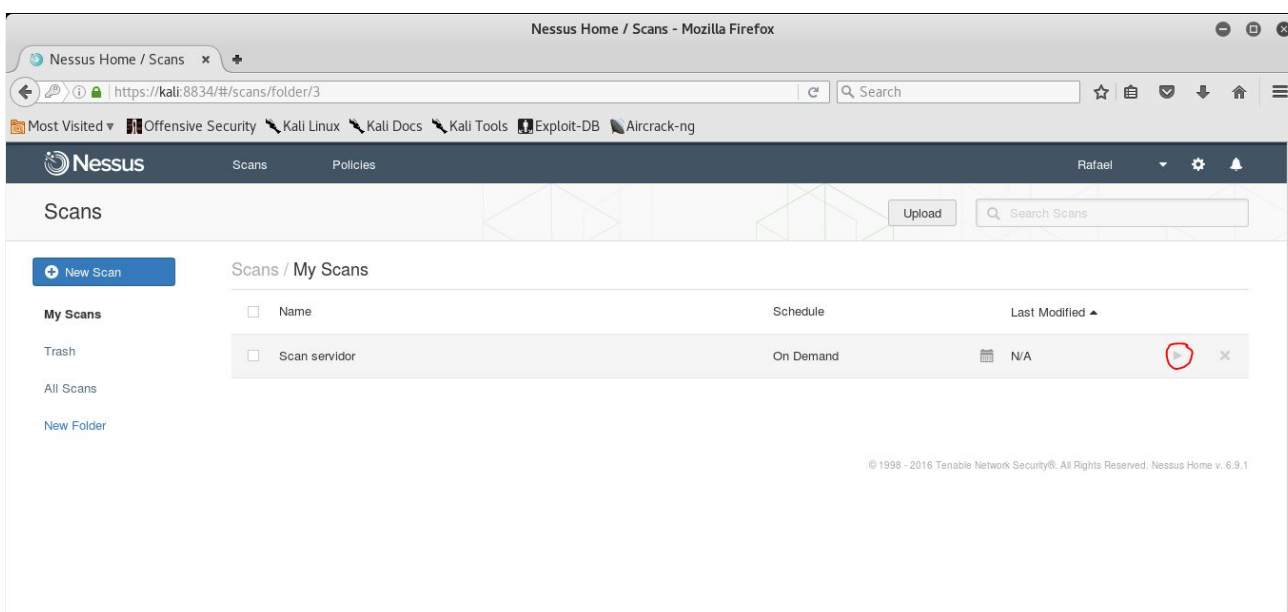 Nessus Home / Scans - Mozilla Firefox
Nessus Home / Scans
https://kali:8834/#/scans/folder/3
Search
Most Visited Offensive Security Kali Linux Kali Docs Kali Tools Exploit-DB Aircrack-ng
Nessus Scans Policies Rafael
Scans Upload Search Scans
New Scan Scans / My Scans
My Scans Name Schedule Last Modified
Trash Scan servidor On Demand N/A
All Scans
New Folder
© 1998 - 2016 Tenable Network Security®. All Rights Reserved. Nessus Home v. 6.9.1